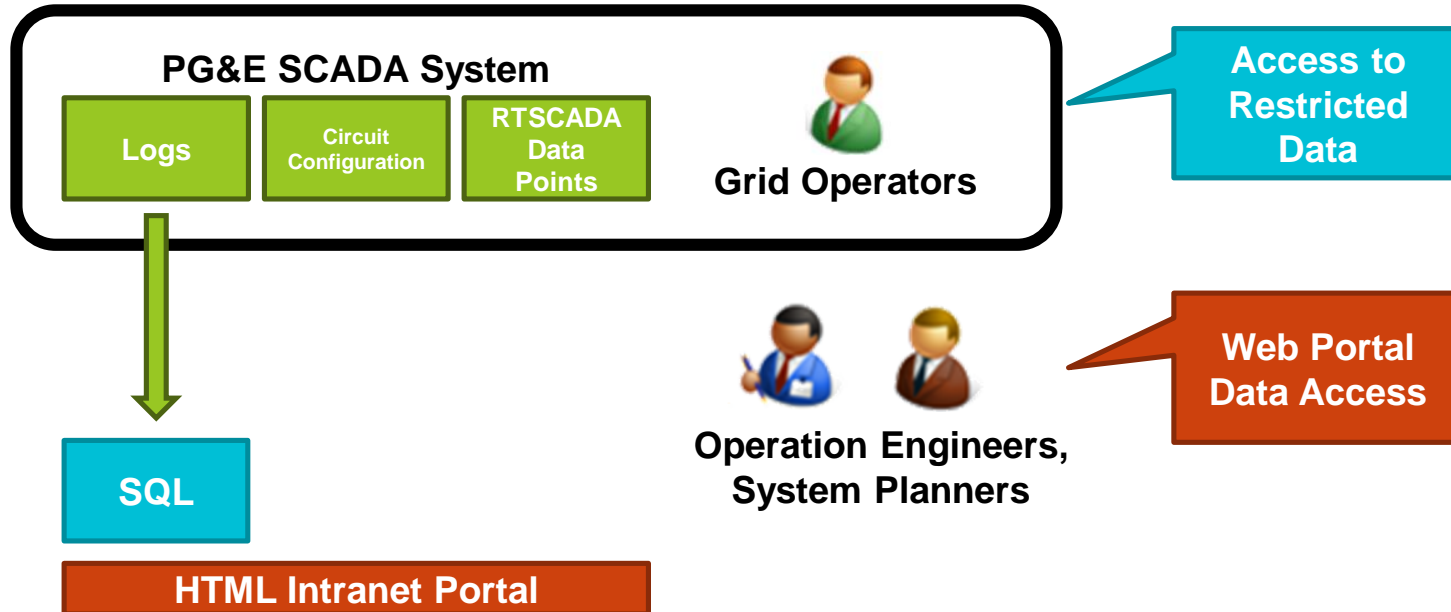 PG&E SCADA System
Logs
Circuit
Configuration
RTSCADA
Data
Points
Grid Operators
Access to
Restricted
Data
Operation Engineers,
System Planners
Web Portal
Data Access
SQL
HTML Intranet Portal